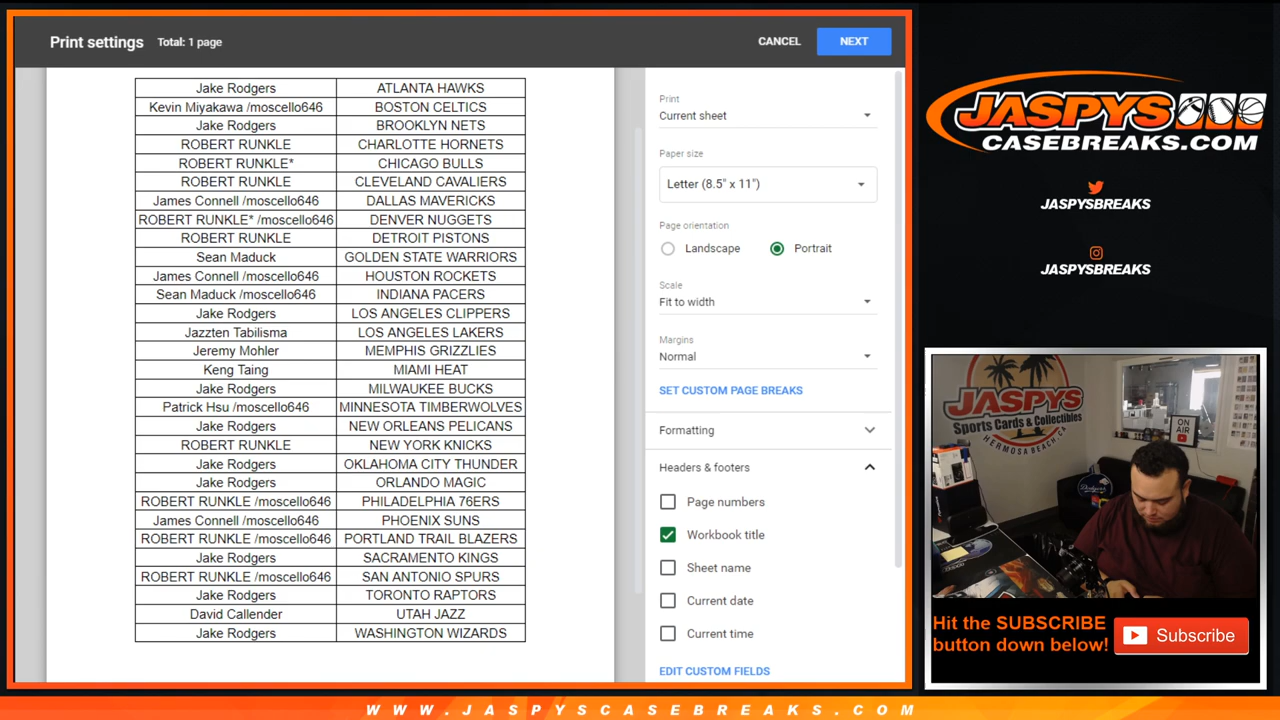 Print settings Total: 1 page CANCEL NEXT
Jake Rodgers ATLANTA HAWKS
Kevin Miyakawa /moscello646 BOSTON CELTICS
Jake Rodgers BROOKLYN NETS
ROBERT RUNKLE CHARLOTTE HORNETS
ROBERT RUNKLE* CHICAGO BULLS
ROBERT RUNKLE CLEVELAND CAVALIERS
James Connell /moscello646 DALLAS MAVERICKS
ROBERT RUNKLE* /moscello646 DENVER NUGGETS
ROBERT RUNKLE DETROIT PISTONS
Sean Maduck GOLDEN STATE WARRIORS
James Connell /moscello646 HOUSTON ROCKETS
Sean Maduck /moscello646 INDIANA PACERS
Jake Rodgers LOS ANGELES CLIPPERS
Jazzten Tabilisma LOS ANGELES LAKERS
Jeremy Mohler MEMPHIS GRIZZLIES
Keng Taing MIAMI HEAT
Jake Rodgers MILWAUKEE BUCKS
Patrick Hsu /moscello646 MINNESOTA TIMBERWOLVES
Jake Rodgers NEW ORLEANS PELICANS
ROBERT RUNKLE NEW YORK KNICKS
Jake Rodgers OKLAHOMA CITY THUNDER
Jake Rodgers ORLANDO MAGIC
ROBERT RUNKLE /moscello646 PHILADELPHIA 76ERS
James Connell /moscello646 PHOENIX SUNS
ROBERT RUNKLE /moscello646 PORTLAND TRAIL BLAZERS
Jake Rodgers SACRAMENTO KINGS
ROBERT RUNKLE /moscello646 SAN ANTONIO SPURS
Jake Rodgers TORONTO RAPTORS
David Callender UTAH JAZZ
Jake Rodgers WASHINGTON WIZARDS
Print
Current sheet
Paper size
Letter (8.5" x 11")
Page orientation
Landscape Portrait
Scale
Fit to width
Margins
Normal
SET CUSTOM PAGE BREAKS
Formatting
Headers & footers
Page numbers
Workbook title
Sheet name
Current date
Current time
EDIT CUSTOM FIELDS
JASPYS
CASEBREAKS.COM
JASPYSBREAKS
JASPYSBREAKS
JASPYS
Sports Cards & Collectibles
HERMOSA BEACH, CA
ON
AIR
Dodgers
Hit the SUBSCRIBE
button down below!
Subscribe
WWW.JASPYSCASEBREAKS.COM